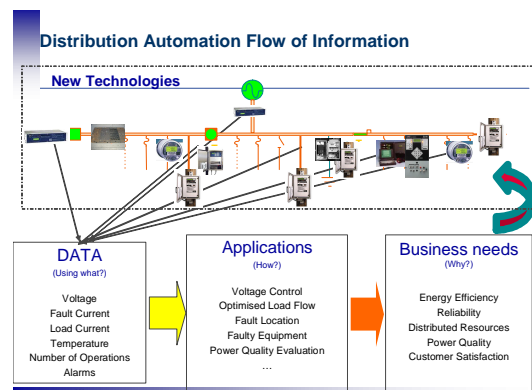 Distribution Automation Flow of Information
New Technologies
DATA
(Using what?)
Voltage
Fault Current
Load Current
Temperature
Number of Operations
Alarms
Applications
(How?)
Voltage Control
Optimised Load Flow
Fault Location
Faulty Equipment
Power Quality Evaluation
…
Business needs
(Why?)
Energy Efficiency
Reliability
Distributed Resources
Power Quality
Customer Satisfaction